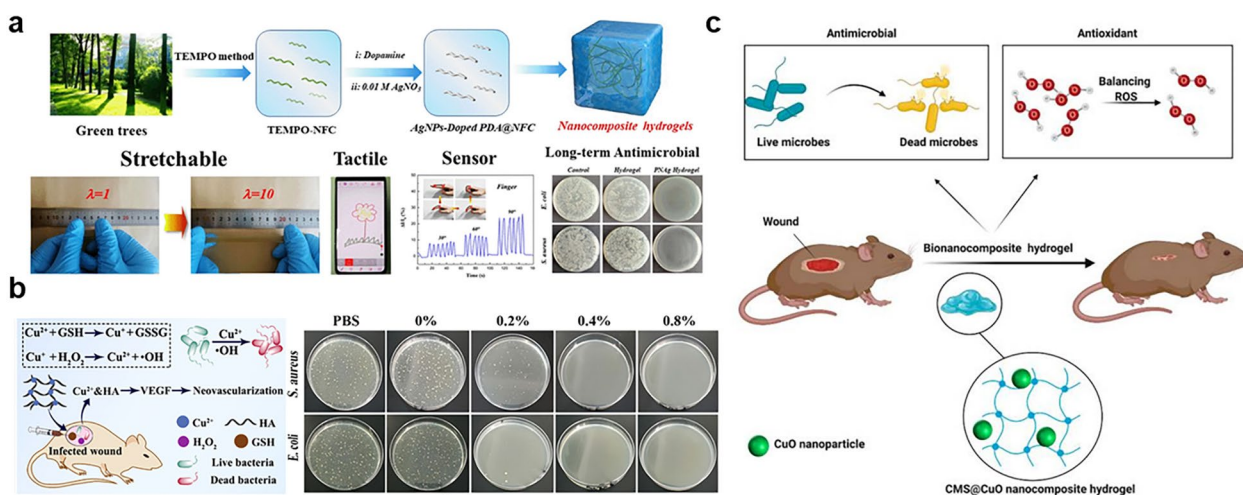 a
TEMPO method
i: Dopamine
ii: 0.01 M AgNO3
Green trees
TEMPO-NFC
AgNPs-Doped PDA@NFC
Nanocomposite hydrogels
Stretchable
Tactile
Sensor
Long-term Antimicrobial
λ=1
λ=10
Finger
30°
60°
90°
Time (s)
Control
Hydrogel
PNAg Hydrogel
E. coli
S. aureus
b
Cu²⁺+GSH→Cu⁺+GSSG
Cu⁺+H₂O₂→Cu²⁺+·OH
Cu²⁺
·OH
Cu²⁺&HA→VEGF→Neovascularization
Cu²⁺
HA
H₂O₂
GSH
Infected wound
Live bacteria
Dead bacteria
PBS
0%
0.2%
0.4%
0.8%
S. aureus
E. coli
c
Antimicrobial
Antioxidant
Balancing
ROS
Live microbes
Dead microbes
Wound
Bionanocomposite hydrogel
CuO nanoparticle
CMS@CuO nanocomposite hydrogel